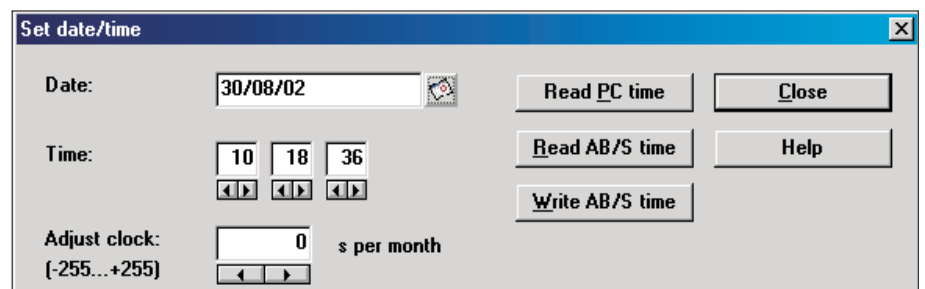 Set date/time
Date:
30/08/02
Read PC time
Close
Time:
10 18 36
Read AB/S time
Help
Write AB/S time
Adjust clock:
0
s per month
(-255...+255)